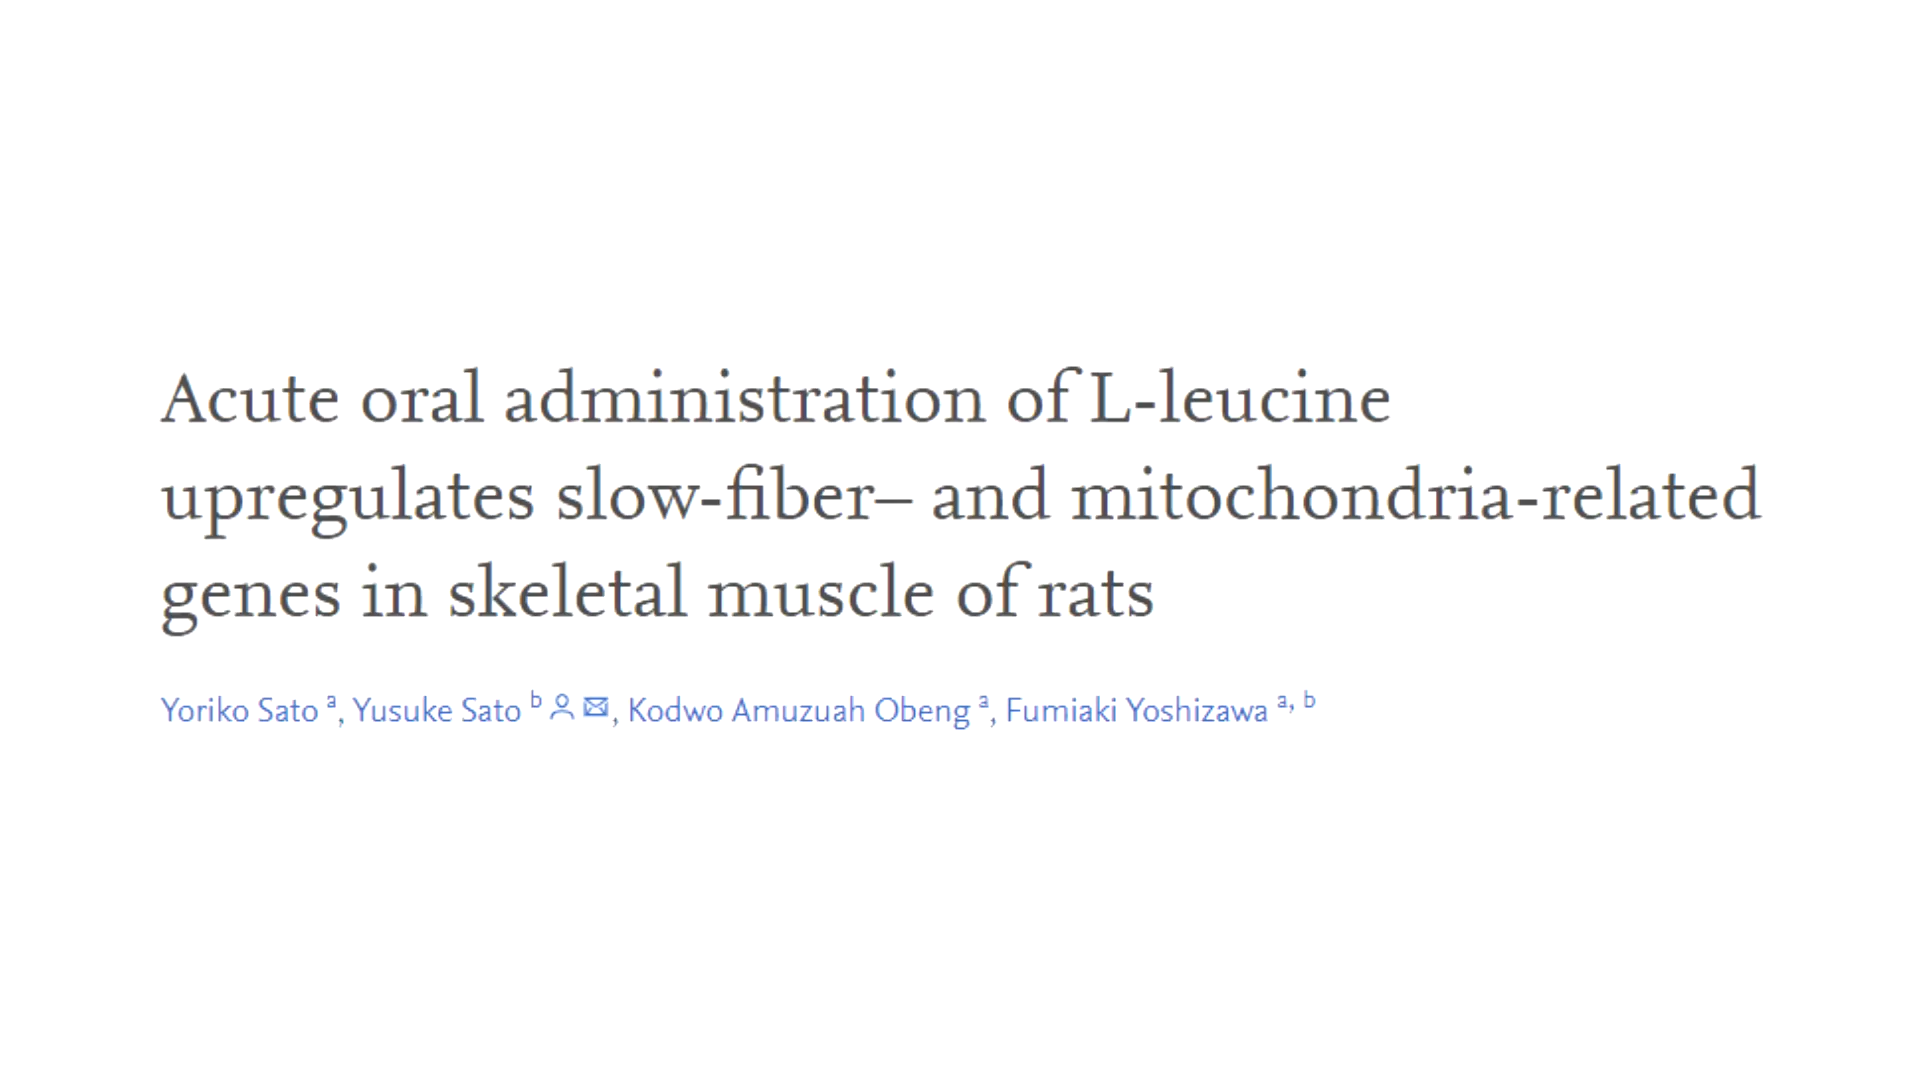 Acute oral administration of L-leucine
upregulates slow-fiber– and mitochondria-related
genes in skeletal muscle of rats
Yoriko Sato a, Yusuke Sato b, Kodwo Amuzuah Obeng a, Fumiaki Yoshizawa a, b